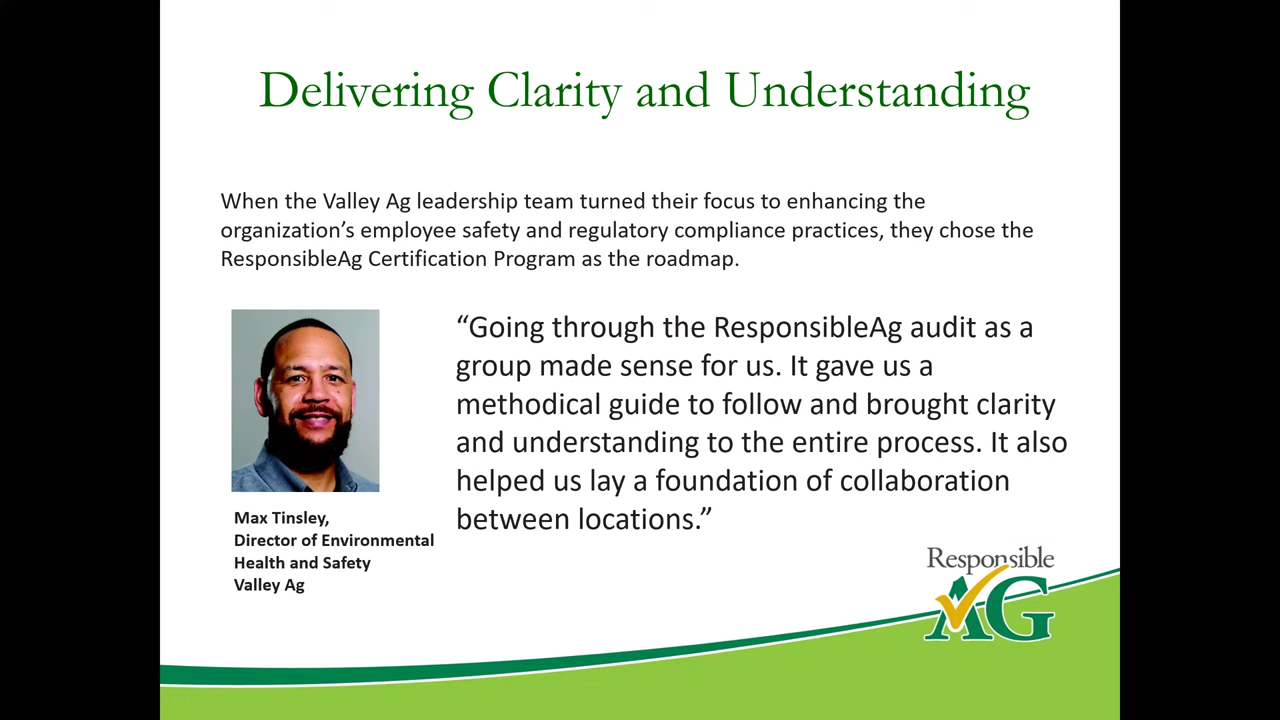 Delivering Clarity and Understanding
When the Valley Ag leadership team turned their focus to enhancing the
organization’s employee safety and regulatory compliance practices, they chose the
ResponsibleAg Certification Program as the roadmap.
“Going through the ResponsibleAg audit as a
group made sense for us. It gave us a
methodical guide to follow and brought clarity
and understanding to the entire process. It also
helped us lay a foundation of collaboration
between locations.”
Max Tinsley,
Director of Environmental
Health and Safety
Valley Ag
Responsible
AG